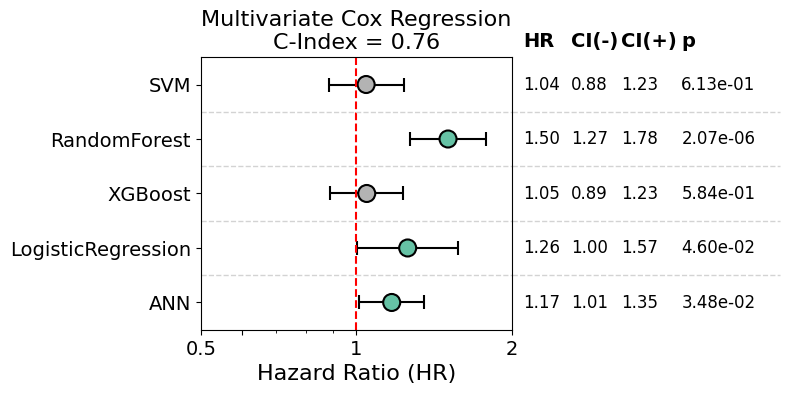 Multivariate Cox Regression
C-Index = 0.76
HR CI(-) CI(+) p
SVM 1.04 0.88 1.23 6.13e-01
RandomForest 1.50 1.27 1.78 2.07e-06
XGBoost 1.05 0.89 1.23 5.84e-01
LogisticRegression 1.26 1.00 1.57 4.60e-02
ANN 1.17 1.01 1.35 3.48e-02
0.5 1 2
Hazard Ratio (HR)